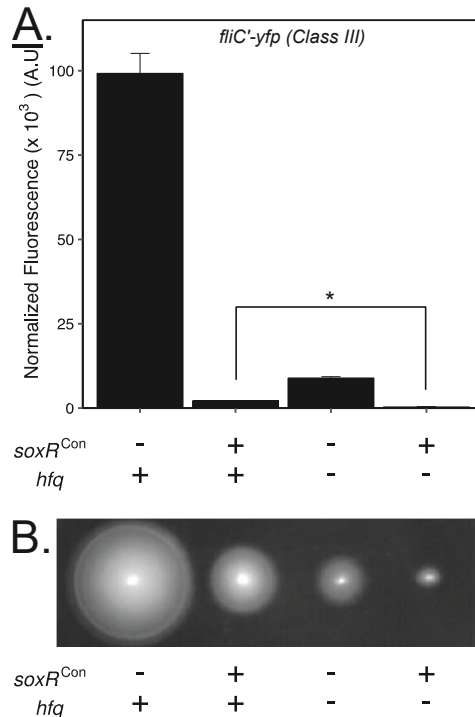 A.
fliC'-yfp (Class III)
Normalized Fluorescence (x 10³) (A.U
100
75
50
25
0
*
soxRCon - + - +
hfq + + - -
B.
soxRCon - + - +
hfq + + - -